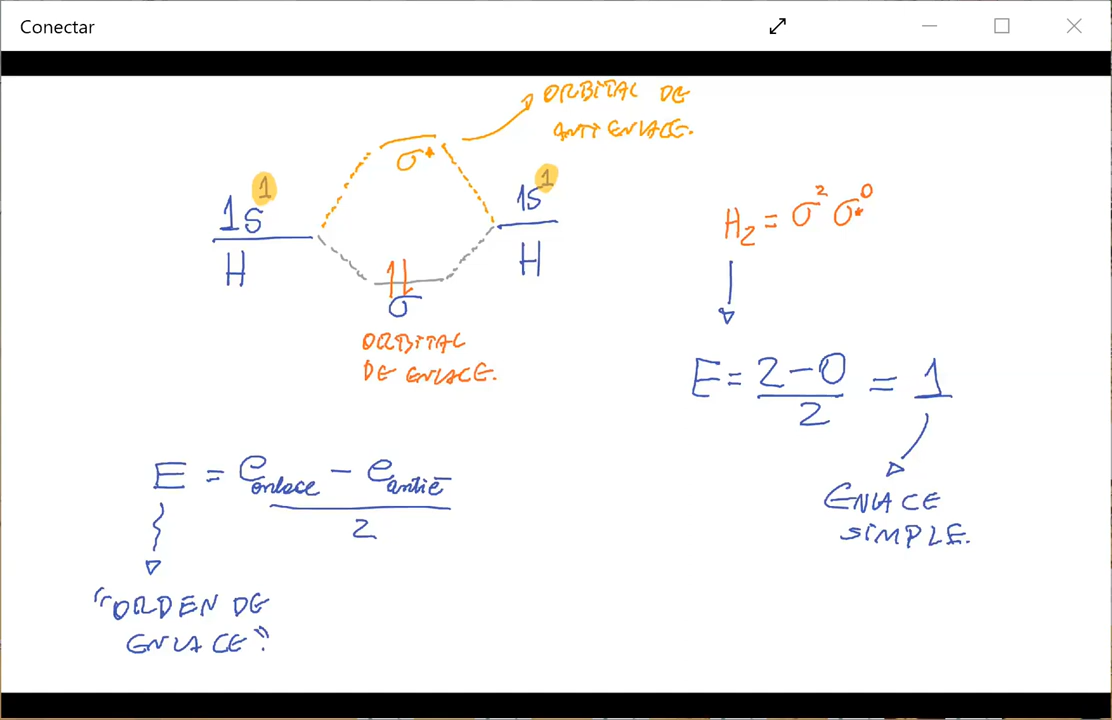 Conectar
ORBITAL DE
ANTIENLACE.
σ*
1s¹
H
1s¹
H
σ
ORBITAL
DE ENLACE.
H₂ = σ² σ*⁰
E = (2-0)/2 = 1
ENLACE
SIMPLE.
E = (e enlace - e antie)/2
"ORDEN DE
ENLACE"